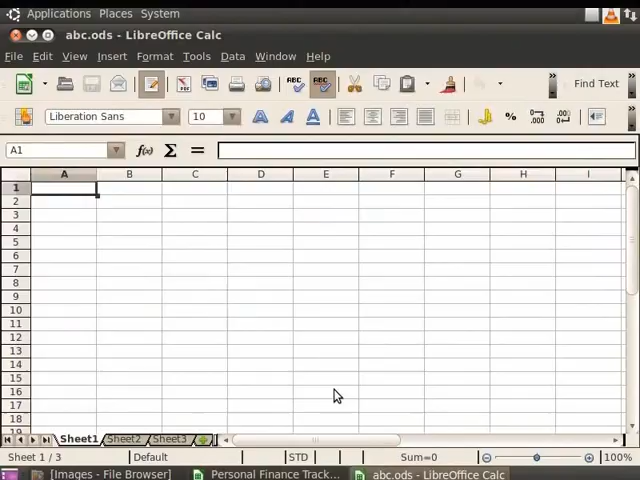 Applications Places System
abc.ods - LibreOffice Calc
File Edit View Insert Format Tools Data Window Help
ABC ABC » Find Text »
Liberation Sans 10 A A A % »
A1 f(x) Σ =
A B C D E F G H I
1
2
3
4
5
6
7
8
9
10
11
12
13
14
15
16
17
18
19
Sheet1 Sheet2 Sheet3
Sheet 1 / 3 Default STD Sum=0 100%
[Images - File Browser] Personal Finance Track... abc.ods - LibreOffice Calc